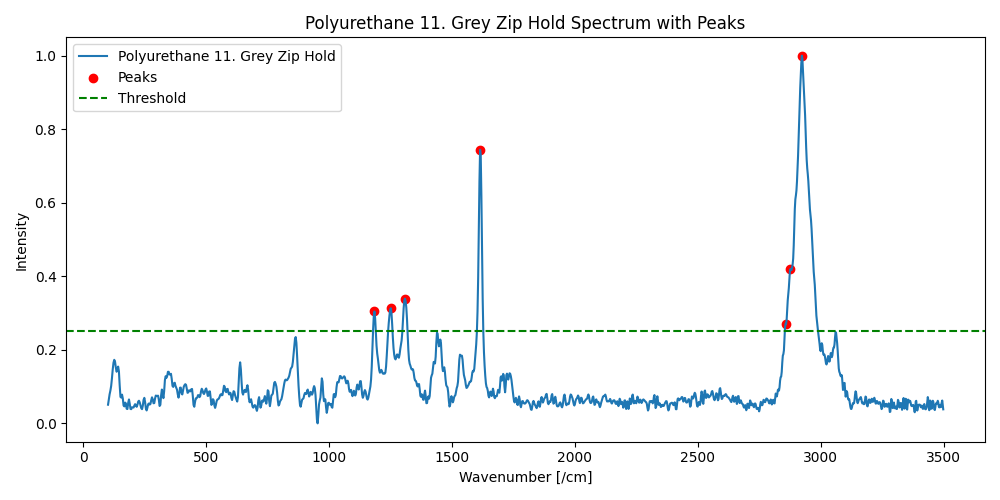 Polyurethane 11. Grey Zip Hold Spectrum with Peaks
Polyurethane 11. Grey Zip Hold
Peaks
Threshold
Intensity
1.0
0.8
0.6
0.4
0.2
0.0
0 500 1000 1500 2000 2500 3000 3500
Wavenumber [/cm]